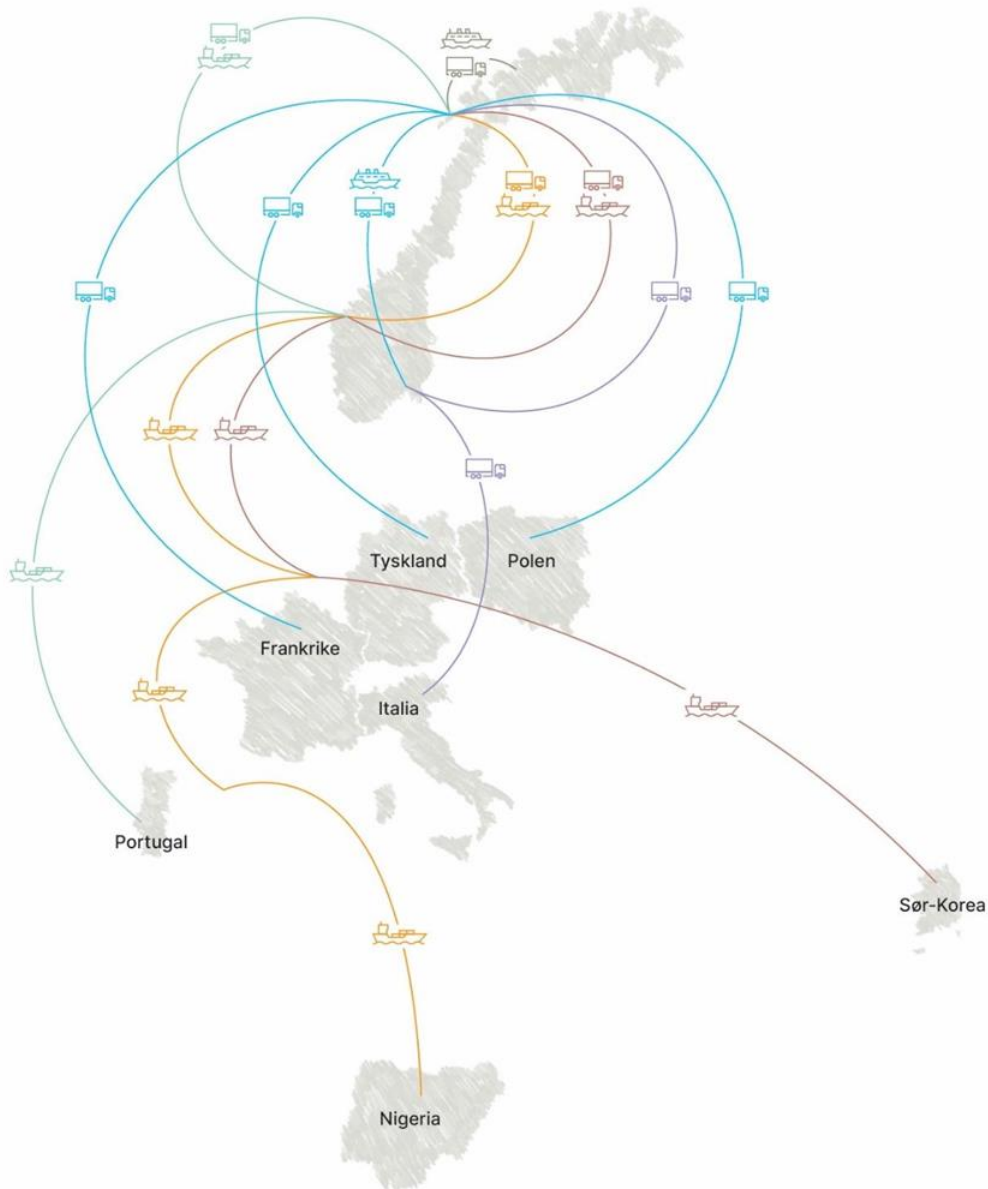 Tyskland
Polen
Frankrike
Italia
Portugal
Sør-Korea
Nigeria